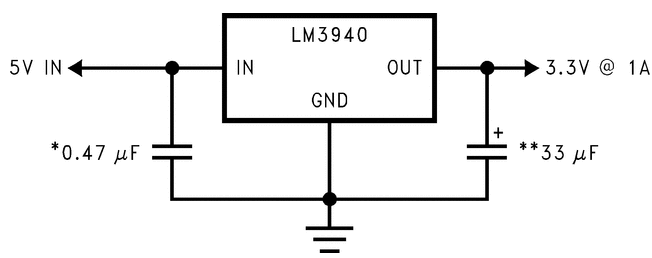 LM3940
5V IN
IN
OUT
3.3V @ 1A
GND
+
*0.47 μF
**33 μF